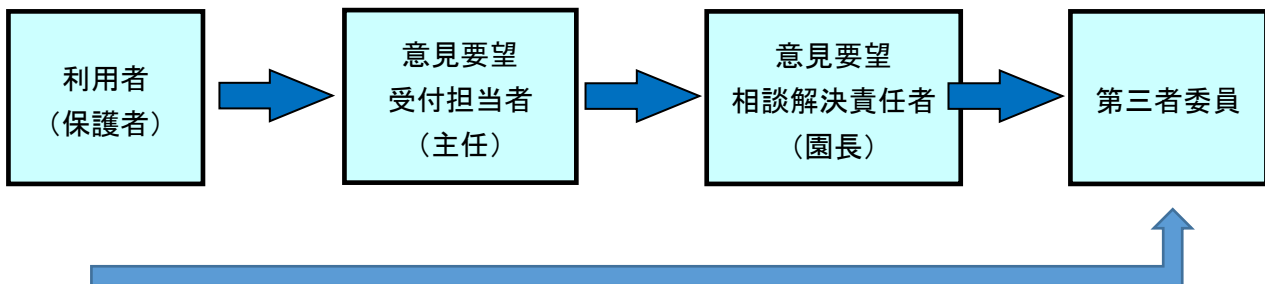 利用者
（保護者）
意見要望
受付担当者
（主任）
意見要望
相談解決責任者
（園長）
第三者委員